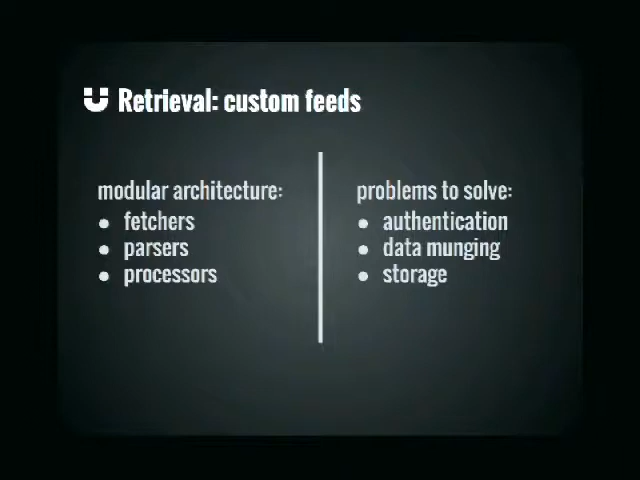 Retrieval: custom feeds
modular architecture:
• fetchers
• parsers
• processors
problems to solve:
• authentication
• data munging
• storage